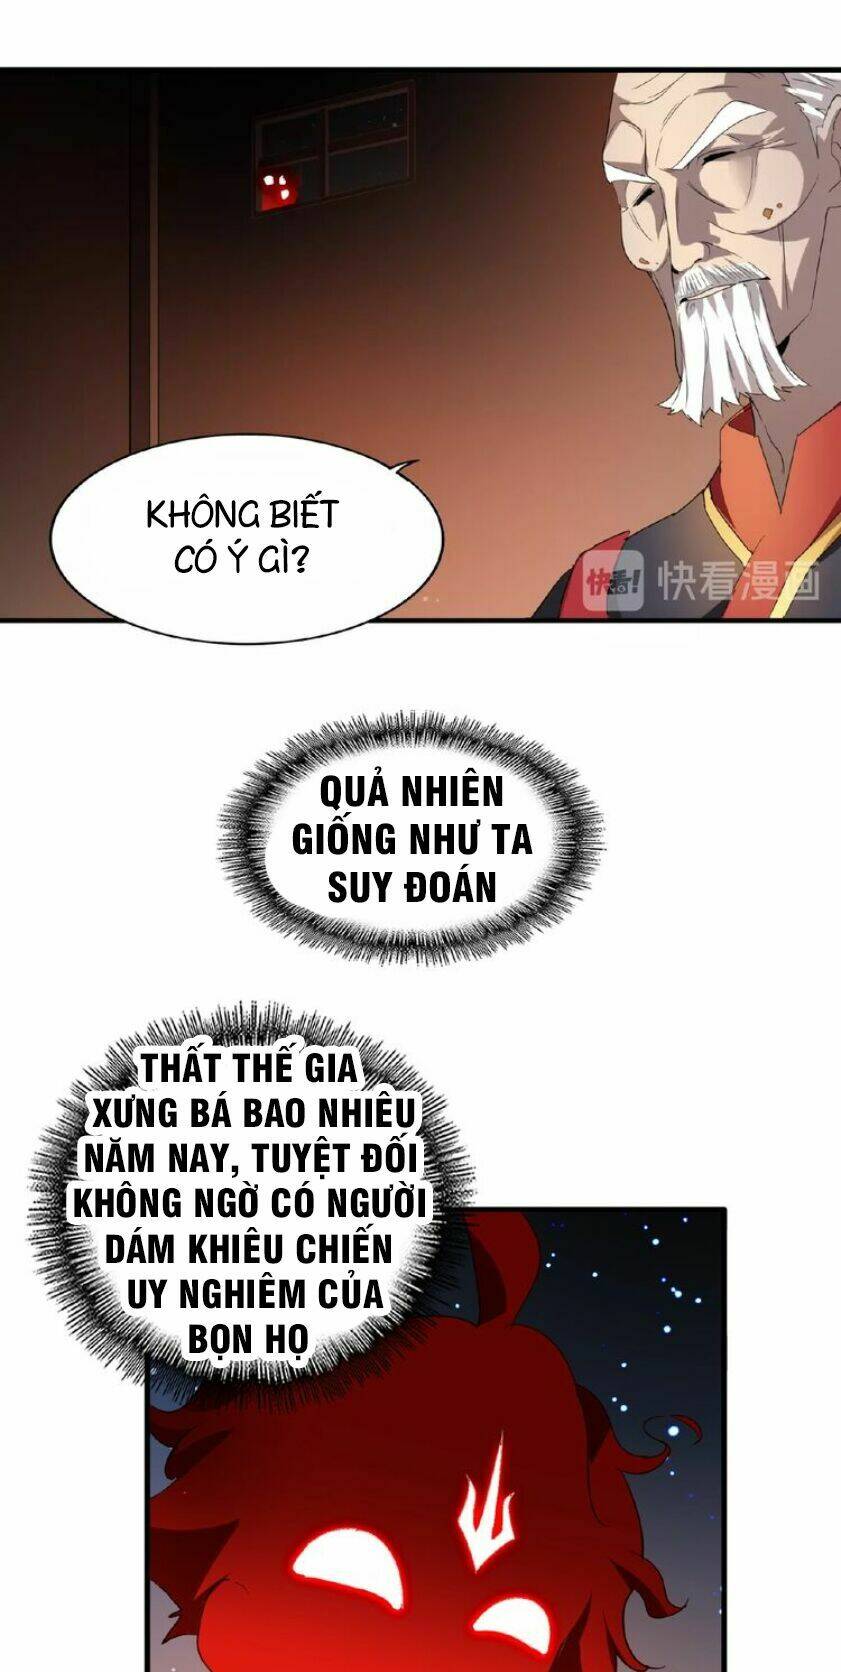 KHÔNG BIẾT
CÓ Ý GÌ?
快看!
快看漫画
QUẢ NHIÊN
GIỐNG NHƯ TA
SUY ĐOÁN
THẤT THẾ GIA
XƯNG BÁ BAO NHIÊU
NĂM NAY, TUYỆT ĐỐI
KHÔNG NGỜ CÓ NGƯỜI
DÁM KHIÊU CHIẾN
UY NGHIÊM CỦA
BỌN HỌ